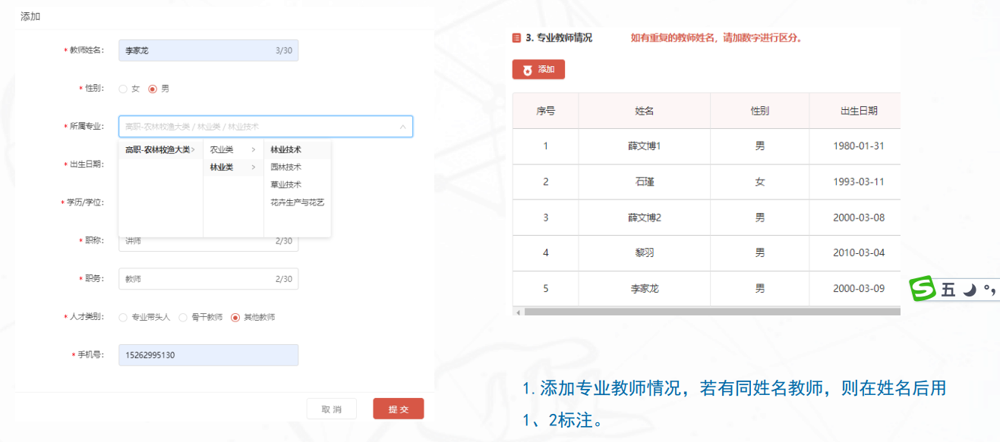 添加
* 教师姓名： 李家龙 3/30
* 性别： 女 男
* 所属专业： 高职-农林牧渔大类 / 林业类 / 林业技术
高职-农林牧渔大类> 农业类 > 林业技术
林业类 > 园林技术
草业技术
花卉生产与花艺
* 出生日期：
* 学历/学位：
* 职称： 讲师 2/30
* 职务： 教师 2/30
* 人才类别： 专业带头人 骨干教师 其他教师
* 手机号： 15262995130
取 消 提 交
3. 专业教师情况 如有重复的教师姓名，请加数字进行区分。
添加
序号 姓名 性别 出生日期
1 薛文博1 男 1980-01-31
2 石瑾 女 1993-03-11
3 薛文博2 男 2000-03-08
4 黎羽 男 2010-03-04
5 李家龙 男 2000-03-09
S 五 °，
1.添加专业教师情况，若有同姓名教师，则在姓名后用
1、2标注。